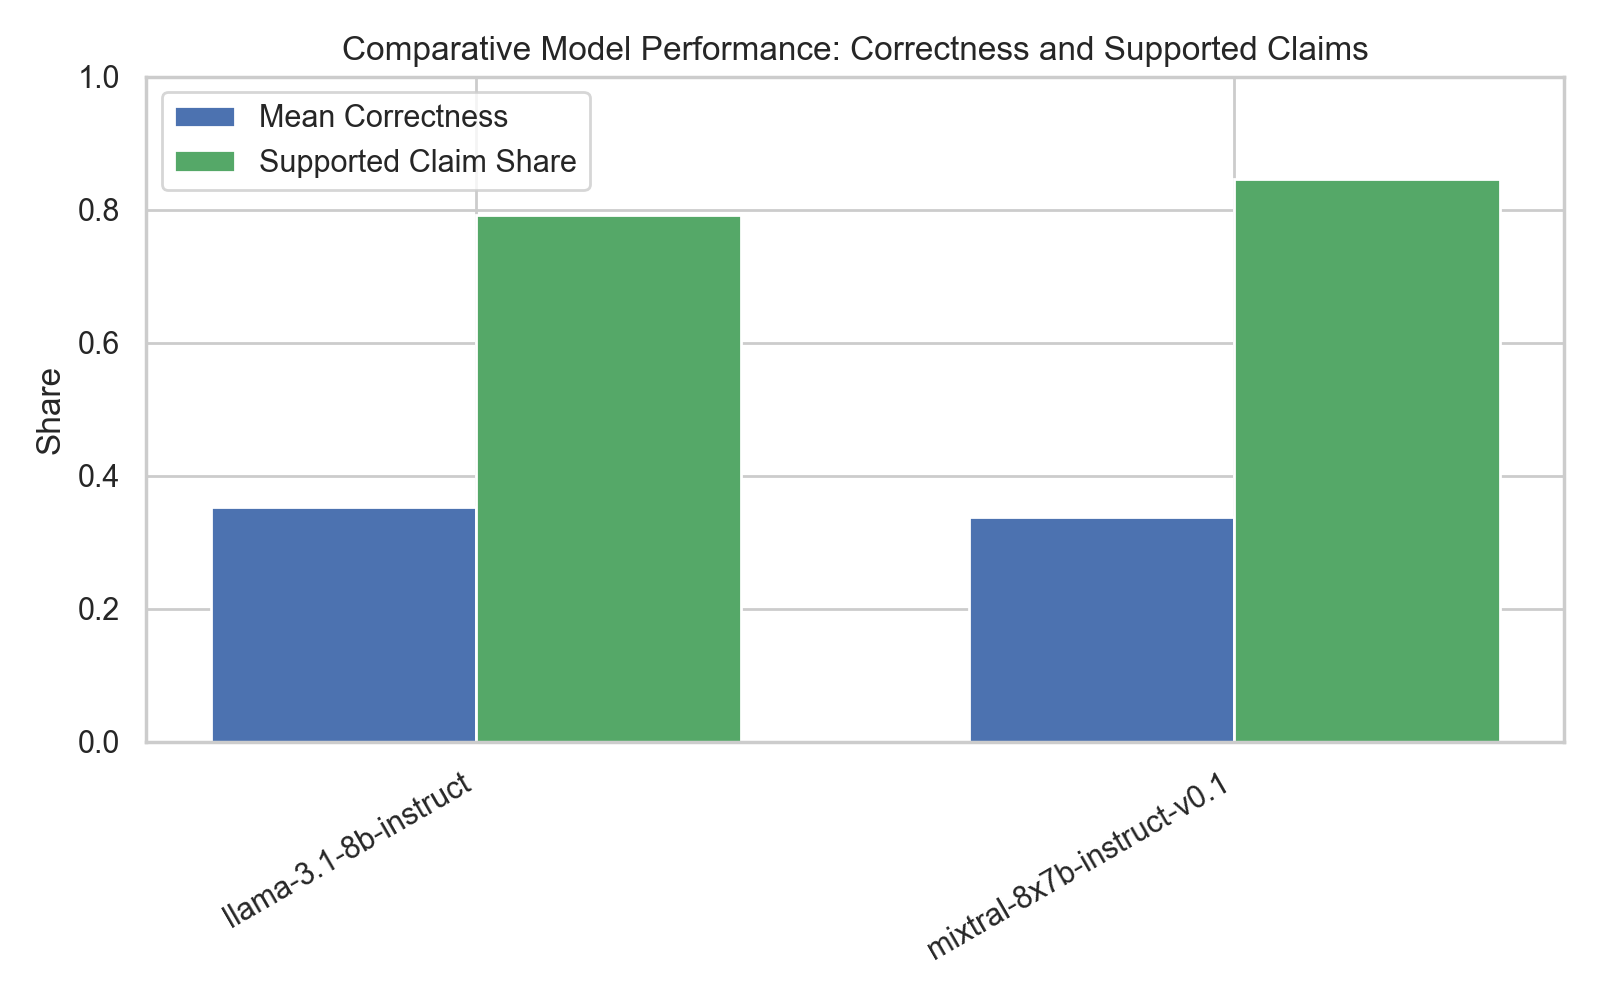 Comparative Model Performance: Correctness and Supported Claims
Mean Correctness
Supported Claim Share
Share
1.0
0.8
0.6
0.4
0.2
0.0
llama-3.1-8b-instruct
mixtral-8x7b-instruct-v0.1